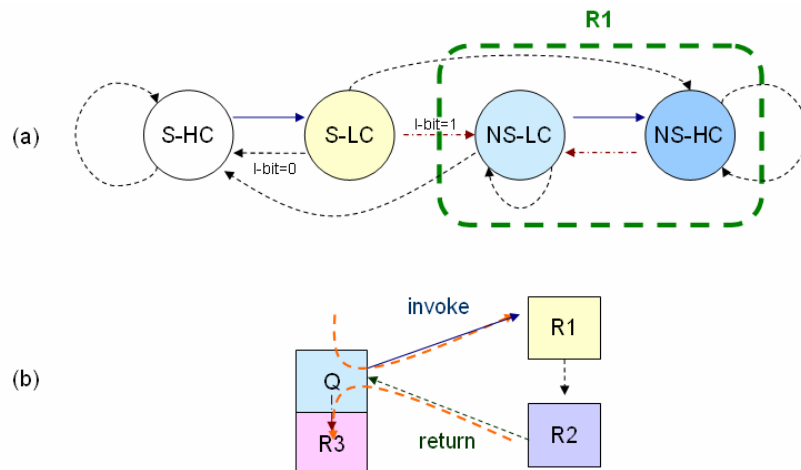 R1
(a)
S-HC
S-LC
NS-LC
NS-HC
I-bit=1
I-bit=0
(b)
invoke
R1
Q
R3
return
R2